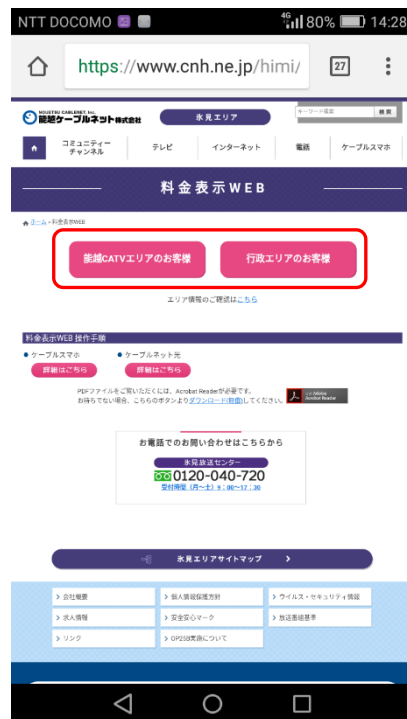 NTT DOCOMO 4G 80% 14:28
https://www.cnh.ne.jp/himi/ 27
能越ケーブルネット株式会社 氷見エリア キーワード検索 検索
コミュニティー
チャンネル テレビ インターネット 電話 ケーブルスマホ
料金表示WEB
ホーム > 料金表示WEB
能越CATVエリアのお客様 行政エリアのお客様
エリア情報のご確認はこちら
料金表示WEB 操作手順
ケーブルスマホ ケーブルネット光
詳細はこちら 詳細はこちら
PDFファイルをご覧いただくには、Acrobat Readerが必要です。
お持ちでない場合、こちらのボタンよりダウンロード(無償)してください。
Acrobat Reader
お電話でのお問い合わせはこちらから
氷見放送センター
0120-040-720
受付時間 (月～土) 9:00～17:30
氷見エリアサイトマップ
会社概要 個人情報保護方針 ウイルス・セキュリティ情報
求人情報 安全安心マーク 放送番組基準
リンク OP25B実施について